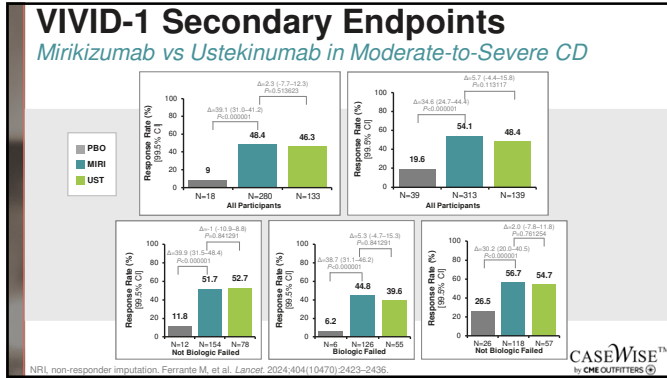 VIVID-1 Secondary Endpoints
Mirikizumab vs Ustekinumab in Moderate-to-Severe CD
PBO
MIRI
UST
Δ=2.3 (-7.7–12.3)
P=0.513623
Δ=39.1 (31.0–41.2)
P<0.000001
Response Rate (%)
[99.5% CI]
100
80
60
40
20
0
9
48.4
46.3
N=18
N=280
N=133
All Participants
Δ=5.7 (-4.4–15.8)
P=0.113117
Δ=34.6 (24.7–44.4)
P<0.000001
Response Rate (%)
[99.5% CI]
100
80
60
40
20
0
19.6
54.1
48.4
N=39
N=313
N=139
All Participants
Δ=-1 (-10.9–8.8)
P=0.841291
Δ=39.9 (31.5–48.4)
P<0.000001
Response Rate (%)
[99.5% CI]
100
80
60
40
20
0
11.8
51.7
52.7
N=12
N=154
N=78
Not Biologic Failed
Δ=5.3 (-4.7–15.3)
P=0.841291
Δ=38.7 (31.1–46.2)
P<0.000001
Response Rate (%)
[99.5% CI]
100
80
60
40
20
0
6.2
44.8
39.6
N=6
N=126
N=55
Biologic Failed
Δ=2.0 (-7.8–11.8)
P=0.761254
Δ=30.2 (20.0–40.5)
P<0.000001
Response Rate (%)
[99.5% CI]
100
80
60
40
20
0
26.5
56.7
54.7
N=26
N=118
N=57
Not Biologic Failed
NRI, non-responder imputation. Ferrante M, et al. Lancet. 2024;404(10470):2423–2436.
CASEWISE™
by CME OUTFITTERS